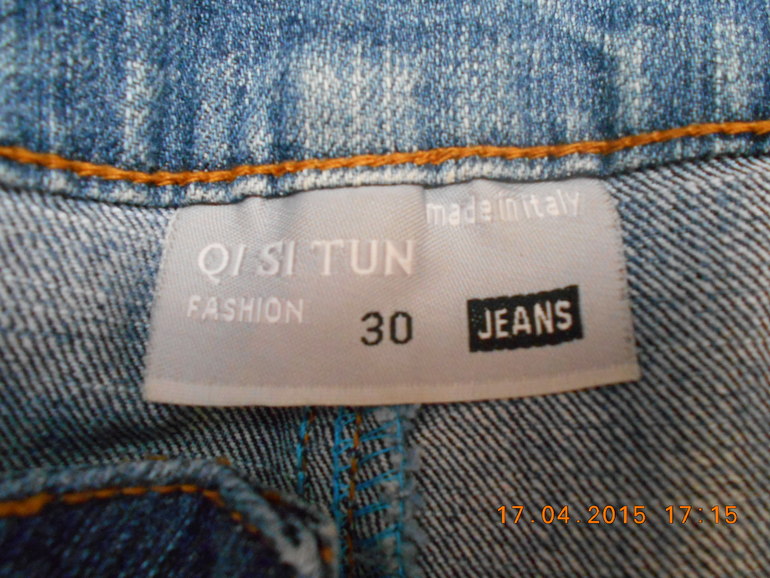 made in italy
QI SI TUN
FASHION
30
JEANS
17.04.2015 17:15